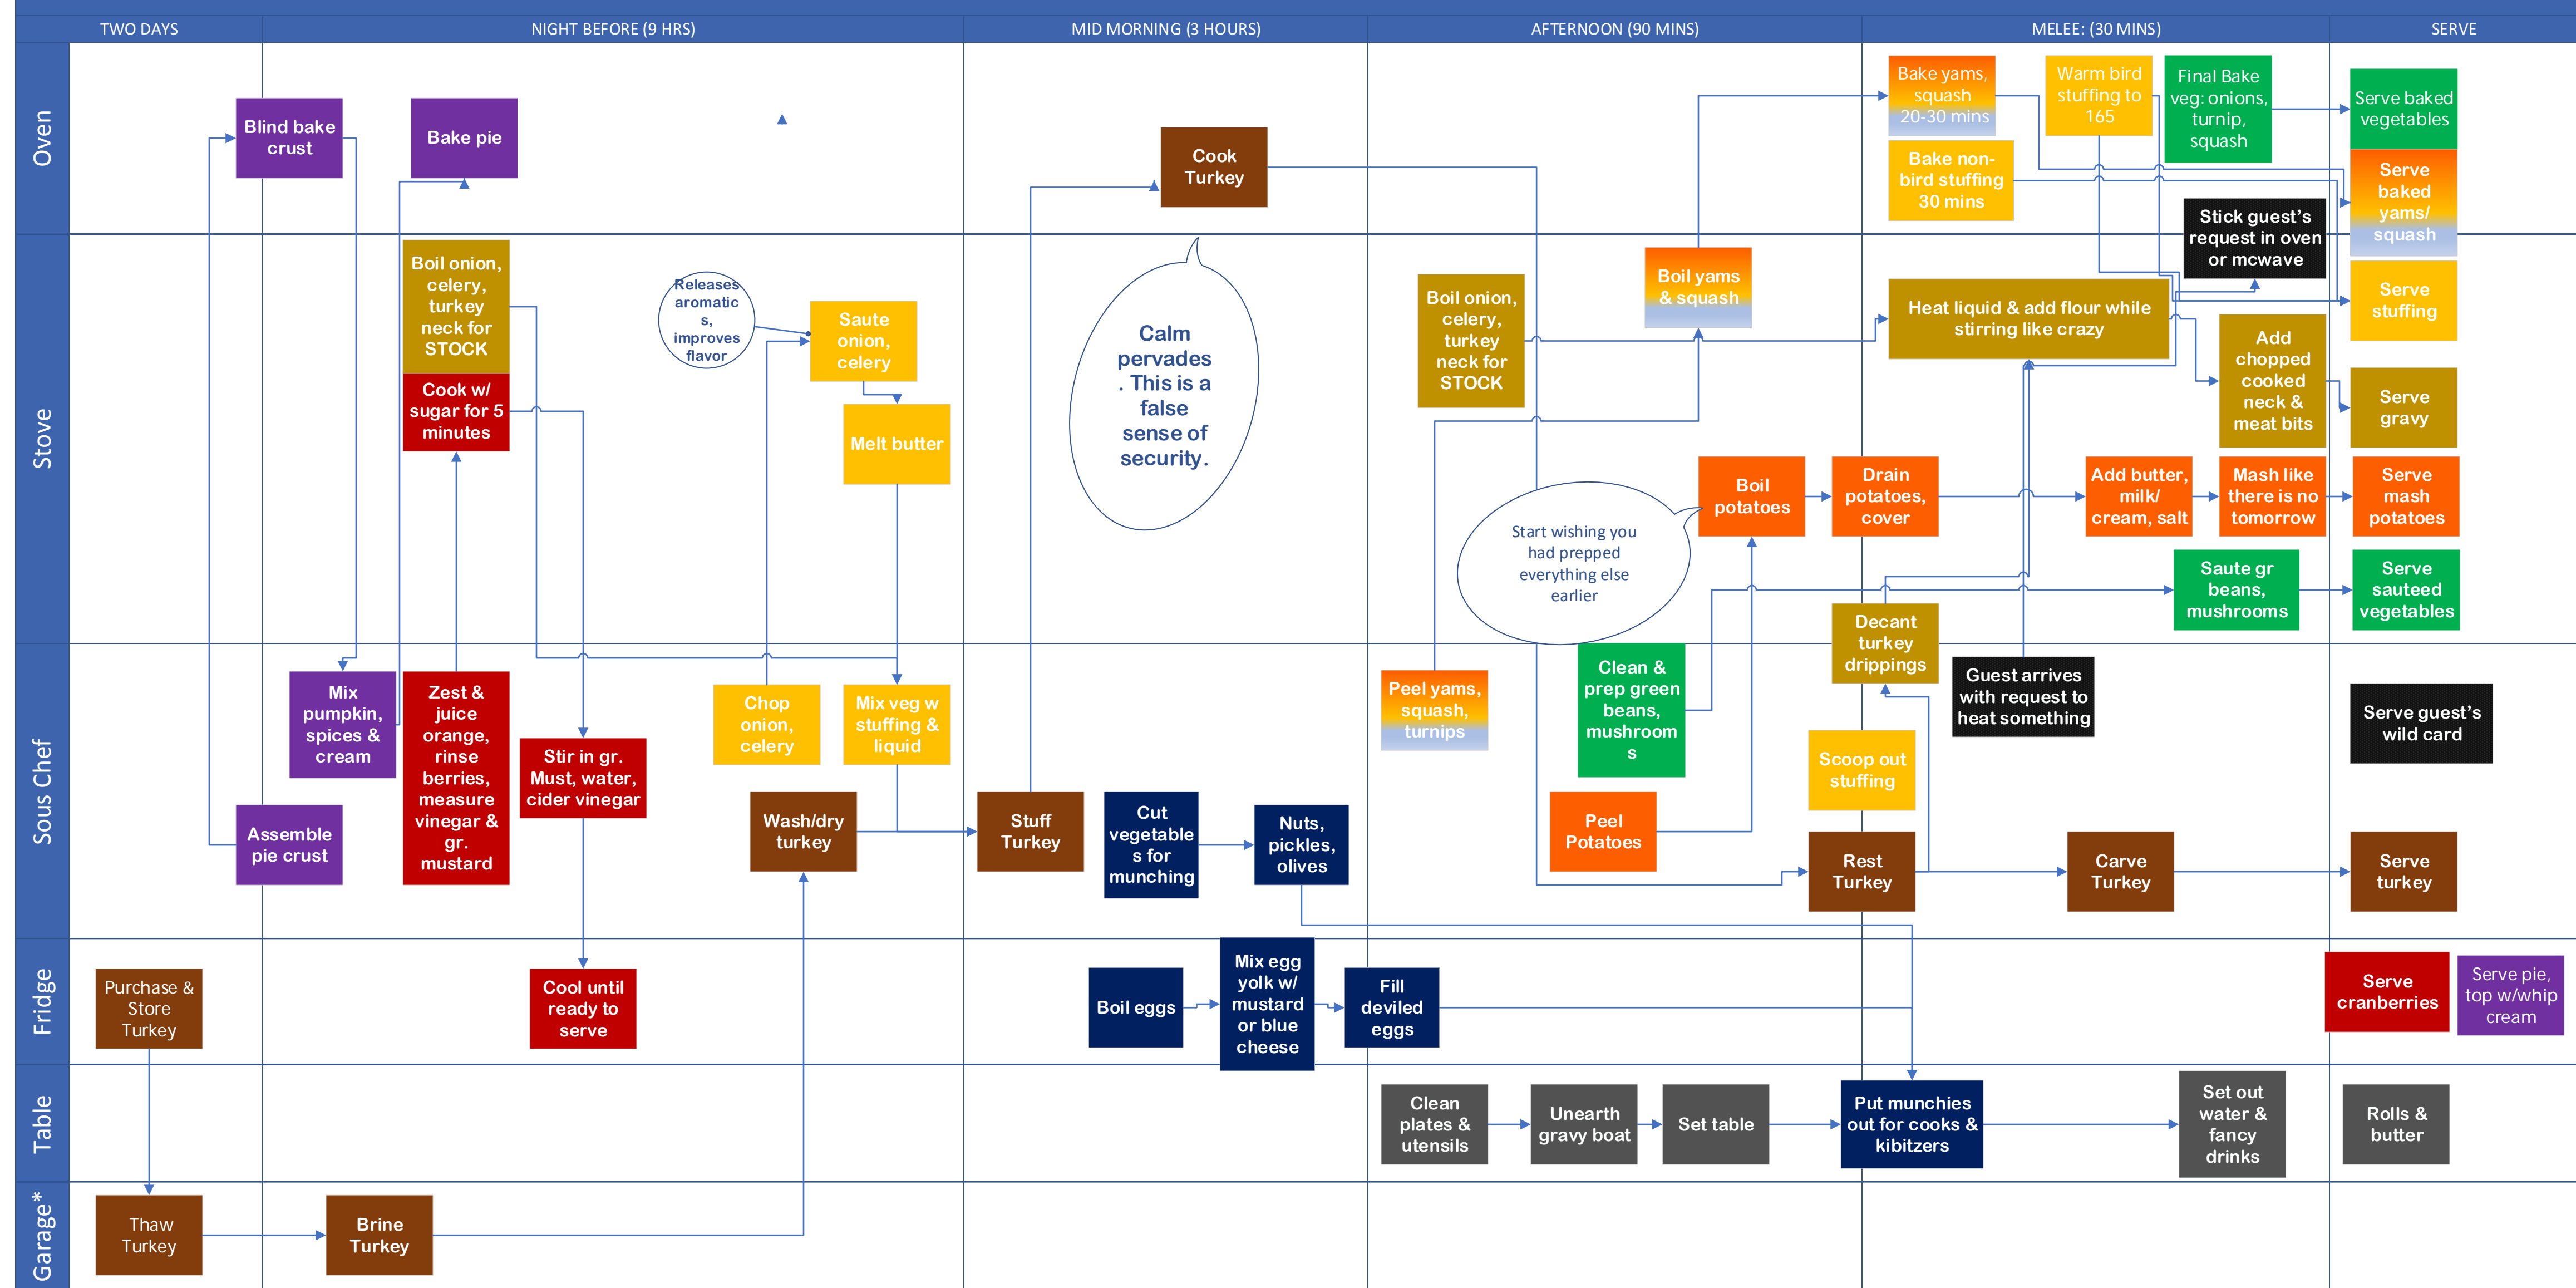 TWO DAYS
NIGHT BEFORE (9 HRS)
MID MORNING (3 HOURS)
AFTERNOON (90 MINS)
MELEE: (30 MINS)
SERVE
Oven
Blind bake
crust
Bake pie
Cook
Turkey
Bake yams,
squash
20-30 mins
Warm bird
stuffing to
165
Final Bake
veg: onions,
turnip,
squash
Serve baked
vegetables
Bake non-
bird stuffing
30 mins
Serve
baked
yams/
squash
Stick guest's
request in oven
or mcwave
Stove
Boil onion,
celery,
turkey
neck for
STOCK
Cook w/
sugar for 5
minutes
Releases
aromatic
s,
improves
flavor
Saute
onion,
celery
Melt butter
Calm
pervades
. This is a
false
sense of
security.
Boil onion,
celery,
turkey
neck for
STOCK
Boil yams
& squash
Heat liquid & add flour while
stirring like crazy
Add
chopped
cooked
neck &
meat bits
Serve
stuffing
Serve
gravy
Start wishing you
had prepped
everything else
earlier
Boil
potatoes
Drain
potatoes,
cover
Add butter,
milk/
cream, salt
Mash like
there is no
tomorrow
Serve
mash
potatoes
Saute gr
beans,
mushrooms
Serve
sauteed
vegetables
Decant
turkey
drippings
Sous Chef
Mix
pumpkin,
spices &
cream
Assemble
pie crust
Zest &
juice
orange,
rinse
berries,
measure
vinegar &
gr.
mustard
Stir in gr.
Must, water,
cider vinegar
Chop
onion,
celery
Mix veg w
stuffing &
liquid
Wash/dry
turkey
Stuff
Turkey
Cut
vegetable
s for
munching
Nuts,
pickles,
olives
Peel yams,
squash,
turnips
Clean &
prep green
beans,
mushroom
s
Peel
Potatoes
Scoop out
stuffing
Rest
Turkey
Guest arrives
with request to
heat something
Carve
Turkey
Serve guest's
wild card
Serve
turkey
Fridge
Purchase &
Store
Turkey
Cool until
ready to
serve
Boil eggs
Mix egg
yolk w/
mustard
or blue
cheese
Fill
deviled
eggs
Serve
cranberries
Serve pie,
top w/whip
cream
Table
Clean
plates &
utensils
Unearth
gravy boat
Set table
Put munchies
out for cooks &
kibitzers
Set out
water &
fancy
drinks
Rolls &
butter
Garage*
Thaw
Turkey
Brine
Turkey